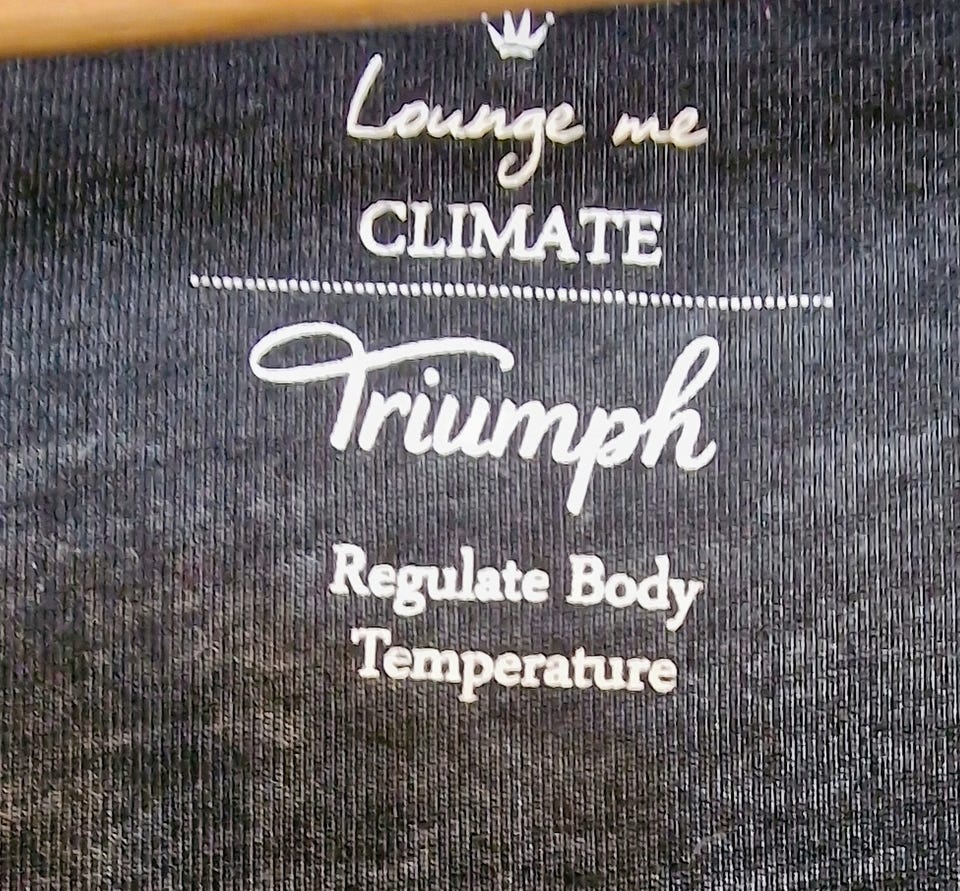 Lounge me
CLIMATE
Triumph
Regulate Body
Temperature